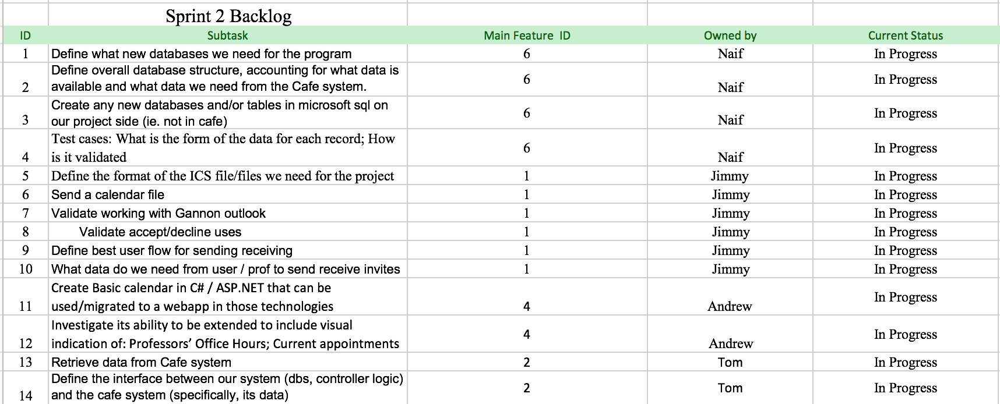 Sprint 2 Backlog
ID Subtask Main Feature ID Owned by Current Status
1 Define what new databases we need for the program 6 Naif In Progress
Define overall database structure, accounting for what data is
2 available and what data we need from the Cafe system. 6 Naif In Progress
Create any new databases and/or tables in microsoft sql on
3 our project side (ie. not in cafe) 6 Naif In Progress
Test cases: What is the form of the data for each record; How
4 is it validated 6 Naif In Progress
5 Define the format of the ICS file/files we need for the project 1 Jimmy In Progress
6 Send a calendar file 1 Jimmy In Progress
7 Validate working with Gannon outlook 1 Jimmy In Progress
8 Validate accept/decline uses 1 Jimmy In Progress
9 Define best user flow for sending receiving 1 Jimmy In Progress
10 What data do we need from user / prof to send receive invites 1 Jimmy In Progress
Create Basic calendar in C# / ASP.NET that can be
11 used/migrated to a webapp in those technologies 4 Andrew In Progress
Investigate its ability to be extended to include visual
12 indication of: Professors’ Office Hours; Current appointments 4 Andrew In Progress
13 Retrieve data from Cafe system 2 Tom In Progress
Define the interface between our system (dbs, controller logic)
14 and the cafe system (specifically, its data) 2 Tom In Progress